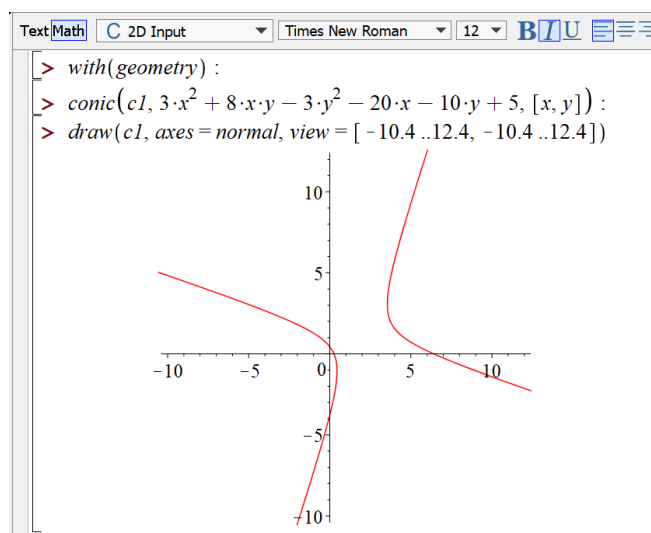 Text Math C 2D Input Times New Roman 12 B I U
> with(geometry) :
> conic(c1, 3·x² + 8·x·y − 3·y² − 20·x − 10·y + 5, [x, y]) :
> draw(c1, axes = normal, view = [ −10.4 ..12.4, −10.4 ..12.4])
10
5
−10 −5 0 5 10
−5
−10